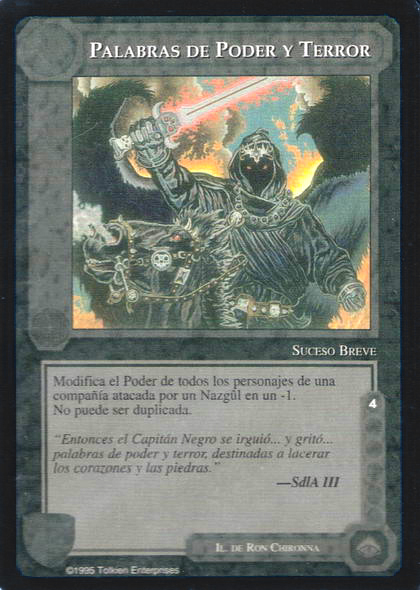 PALABRAS DE PODER Y TERROR
SUCESO BREVE
Modifica el Poder de todos los personajes de una
compañía atacada por un Nazgûl en un -1.
No puede ser duplicada.
4
“Entonces el Capitán Negro se irguió... y gritó...
palabras de poder y terror, destinadas a lacerar
los corazones y las piedras.”
—SdlA III
IL. DE RON CHIRONNA
©1995 Tolkien Enterprises